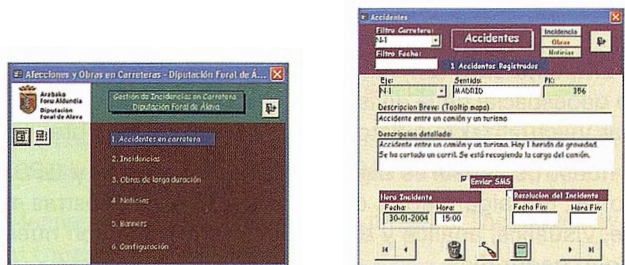 Afecciones y Obras en Carreteras - Diputación Foral de Á...
Arabako
Foru Aldundia
Diputación
Foral de Álava
Gestión de Incidencias en Carretera
Diputación Foral de Álava
1. Accidentes en carretera
2. Incidencias
3. Obras de larga duración
4. Noticias
5. Banners
6. Configuración
Accidentes
Filtro Carretera:
N-1
Accidentes
Incidencia
Obras
Noticias
Filtro Fecha:
1 Accidentes Registrados
Eje:
Sentido:
PK:
N-1
MADRID
356
Descripcion Breve: (Tooltip mapa)
Accidente entre un camión y un turismo
Descripcion detallada:
Accidente entre un camión y un turismo. Hay 1 herido de gravedad.
Se ha cortado un carril. Se está recogiendo la carga del camión.
Enviar SMS
Hora Incidente
Resolucion del Incidente
Fecha:
Hora:
Fecha Fin:
Hora Fin:
30-01-2004
15:00